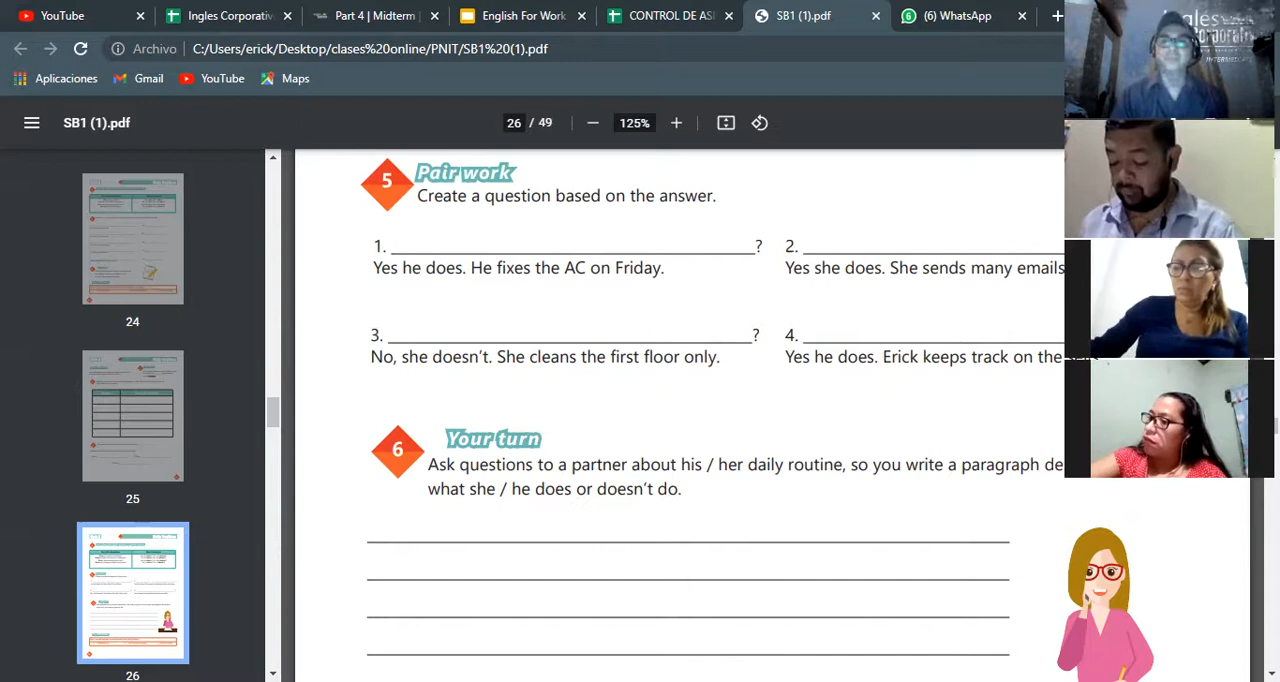 YouTube
Ingles Corporativ
Part 4 | Midterm
English For Work
CONTROL DE ASI
SB1 (1).pdf
(6) WhatsApp
Archivo
C:/Users/erick/Desktop/clases%20online/PNIT/SB1%20(1).pdf
Aplicaciones
Gmail
YouTube
Maps
SB1 (1).pdf
26 / 49
125%
Ingles
Corporativo
INTERMEDIATE
24
25
26
5
Pair work
Create a question based on the answer.
1. ?
Yes he does. He fixes the AC on Friday.
2.
Yes she does. She sends many emails
3. ?
No, she doesn't. She cleans the first floor only.
4.
Yes he does. Erick keeps track on the
6
Your turn
Ask questions to a partner about his / her daily routine, so you write a paragraph de
what she / he does or doesn't do.